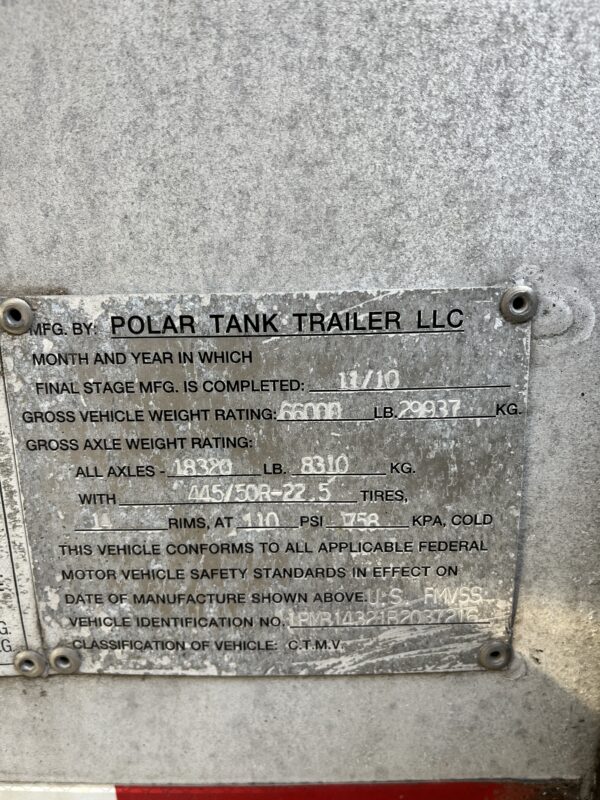 MFG. BY: POLAR TANK TRAILER LLC
MONTH AND YEAR IN WHICH
FINAL STAGE MFG. IS COMPLETED: 11/10
GROSS VEHICLE WEIGHT RATING: 66000 LB. 29937 KG.
GROSS AXLE WEIGHT RATING:
ALL AXLES - 18320 LB. 8310 KG.
WITH 445/50R-22.5 TIRES,
14 RIMS, AT 110 PSI 758 KPA, COLD
THIS VEHICLE CONFORMS TO ALL APPLICABLE FEDERAL
MOTOR VEHICLE SAFETY STANDARDS IN EFFECT ON
DATE OF MANUFACTURE SHOWN ABOVE. U.S FMVSS
VEHICLE IDENTIFICATION NO.
CLASSIFICATION OF VEHICLE: C.T.M.V.
G.
G.